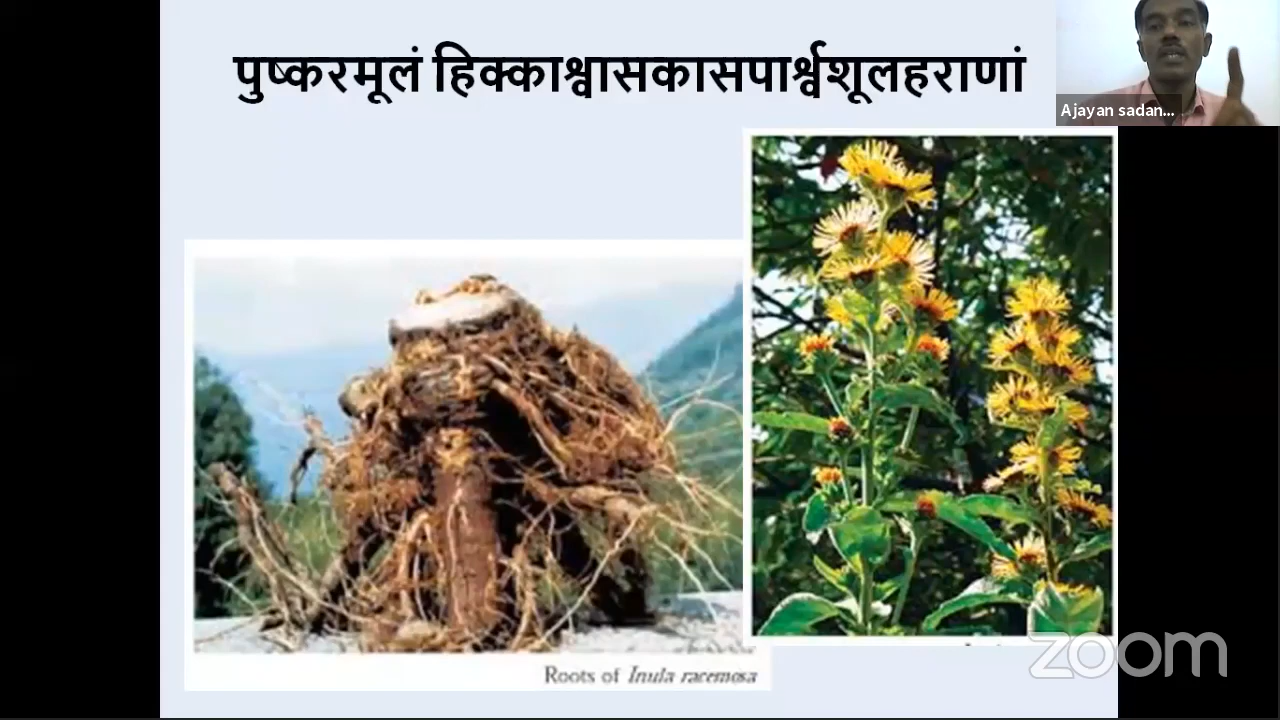 पुष्करमूलं हिक्काश्वासकासपार्श्वशूलहराणां
Ajayan sadan...
Roots of Inula racemosa
zoom